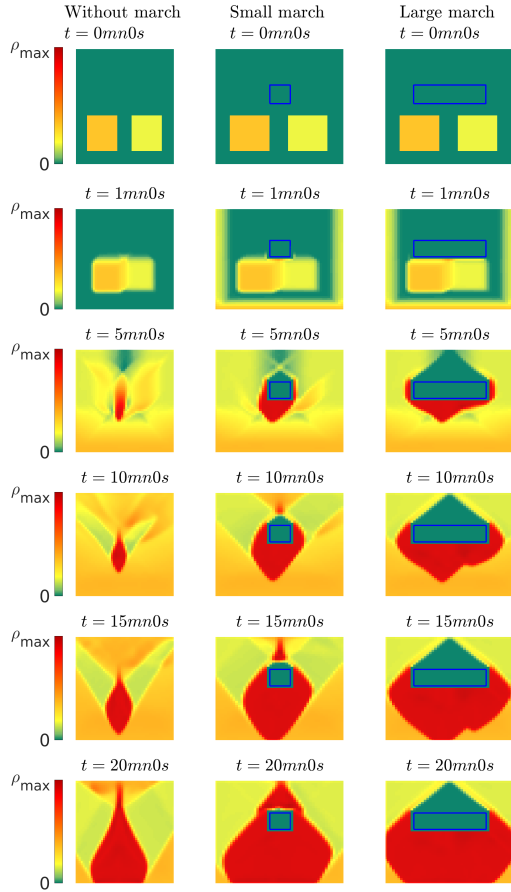 Without march Small march Large march
t = 0mn0s t = 0mn0s t = 0mn0s
ρmax
0
t = 1mn0s t = 1mn0s t = 1mn0s
ρmax
0
t = 5mn0s t = 5mn0s t = 5mn0s
ρmax
0
t = 10mn0s t = 10mn0s t = 10mn0s
ρmax
0
t = 15mn0s t = 15mn0s t = 15mn0s
ρmax
0
t = 20mn0s t = 20mn0s t = 20mn0s
ρmax
0